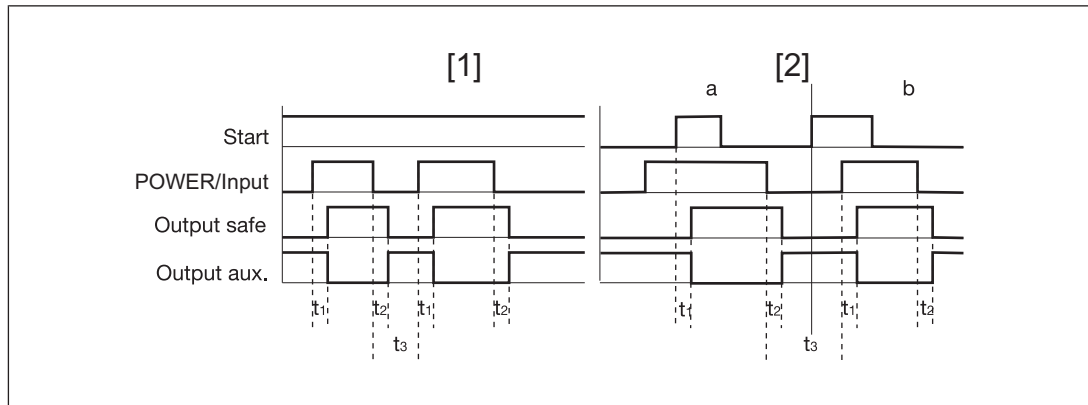 [1] [2]
a b
Start
POWER/Input
Output safe
Output aux.
t1 t2 t1 t2 t1 t2 t1 t2
t3 t3